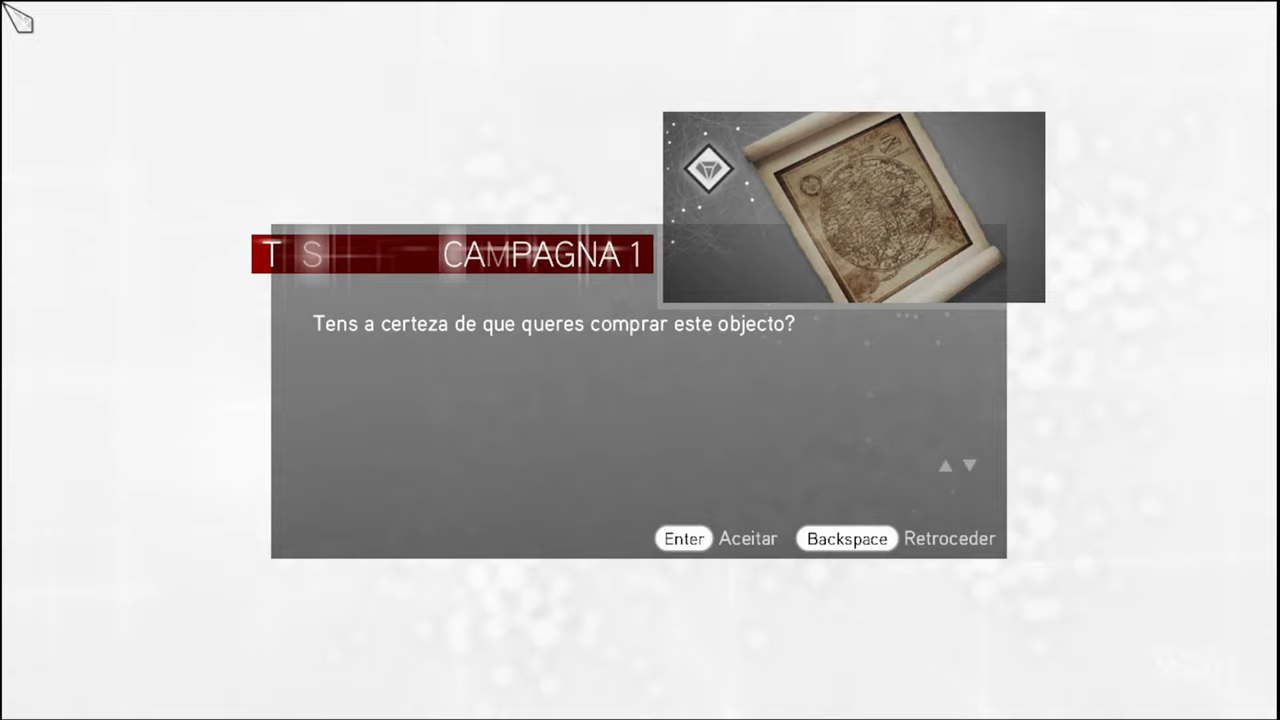 T S CAMPAGNA 1
Tens a certeza de que queres comprar este objecto?
Enter Aceitar Backspace Retroceder